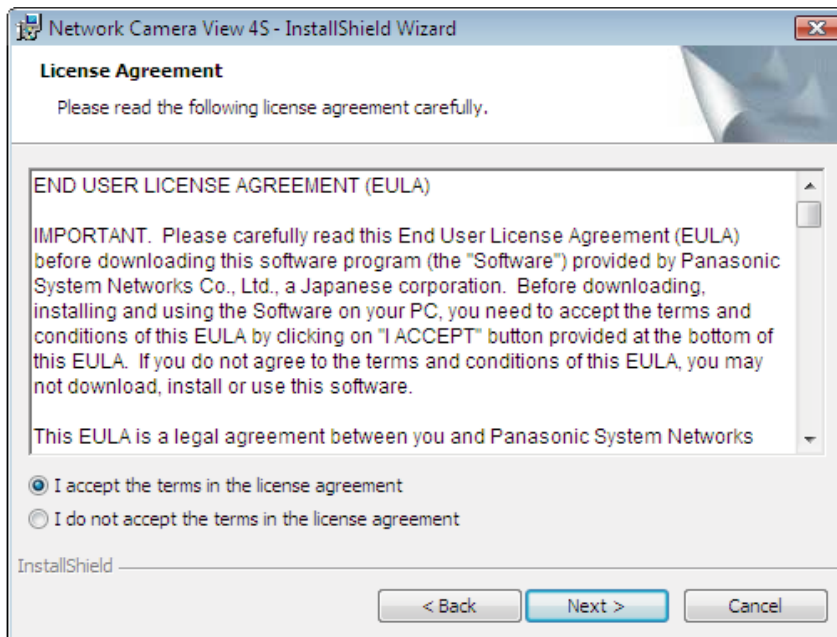 Network Camera View 4S - InstallShield Wizard
License Agreement
Please read the following license agreement carefully.
END USER LICENSE AGREEMENT (EULA)
IMPORTANT.  Please carefully read this End User License Agreement (EULA)
before downloading this software program (the "Software") provided by Panasonic
System Networks Co., Ltd., a Japanese corporation.  Before downloading,
installing and using the Software on your PC, you need to accept the terms and
conditions of this EULA by clicking on "I ACCEPT" button provided at the bottom of
this EULA.  If you do not agree to the terms and conditions of this EULA, you may
not download, install or use this software.
This EULA is a legal agreement between you and Panasonic System Networks
I accept the terms in the license agreement
I do not accept the terms in the license agreement
InstallShield
< Back Next > Cancel